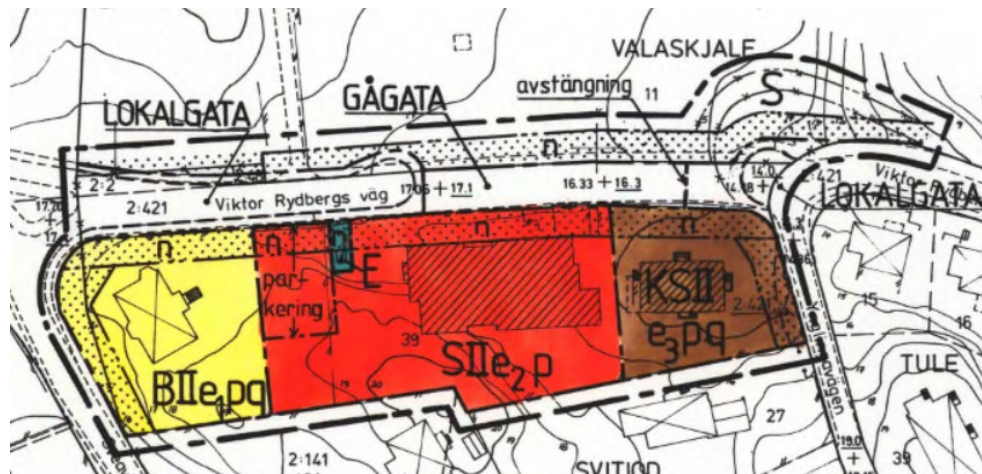 VALASKJALE
avstängning
11
S
LOKALGATA
GÅGATA
n
2:2
Viktor Rydbergs väg
17.06 + 17.1
16.33 + 16.3
14.0
2:421
:421
LOKALGATA
n
n
n
n
E
par-
kering
39
KSII
e3pq
BIIe1pq
SIIe2p
15
16
TULE
27
39
2:141
19.0
SVITIOD